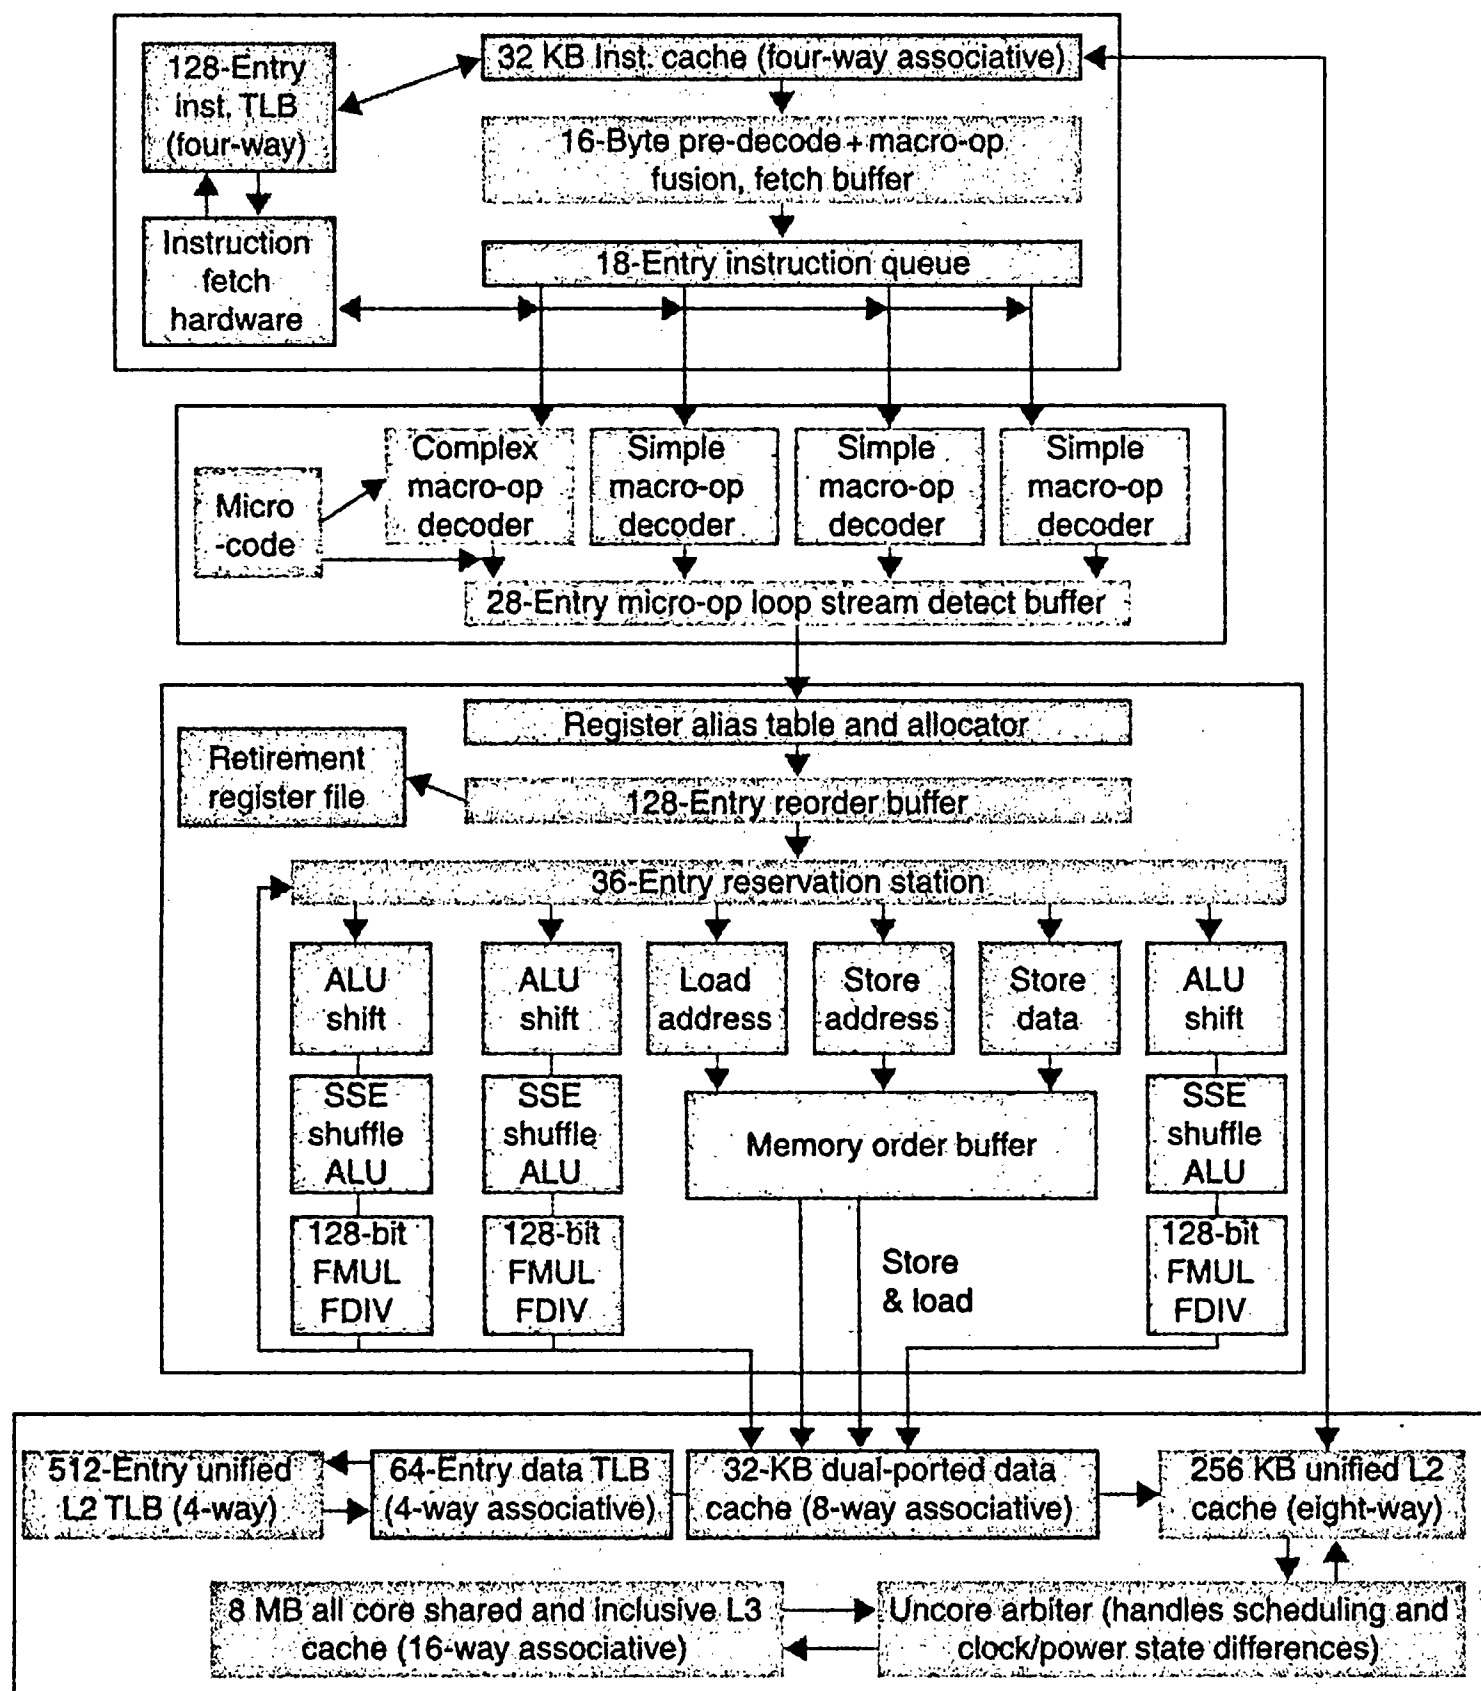 128-Entry
inst. TLB
(four-way)
32 KB Inst. cache (four-way associative)
16-Byte pre-decode + macro-op
fusion, fetch buffer
Instruction
fetch
hardware
18-Entry instruction queue
Micro
-code
Complex
macro-op
decoder
Simple
macro-op
decoder
Simple
macro-op
decoder
Simple
macro-op
decoder
28-Entry micro-op loop stream detect buffer
Register alias table and allocator
Retirement
register file
128-Entry reorder buffer
36-Entry reservation station
ALU
shift
ALU
shift
Load
address
Store
address
Store
data
ALU
shift
SSE
shuffle
ALU
SSE
shuffle
ALU
Memory order buffer
SSE
shuffle
ALU
128-bit
FMUL
FDIV
128-bit
FMUL
FDIV
Store
& load
128-bit
FMUL
FDIV
512-Entry unified
L2 TLB (4-way)
64-Entry data TLB
(4-way associative)
32-KB dual-ported data
cache (8-way associative)
256 KB unified L2
cache (eight-way)
8 MB all core shared and inclusive L3
cache (16-way associative)
Uncore arbiter (handles scheduling and
clock/power state differences)